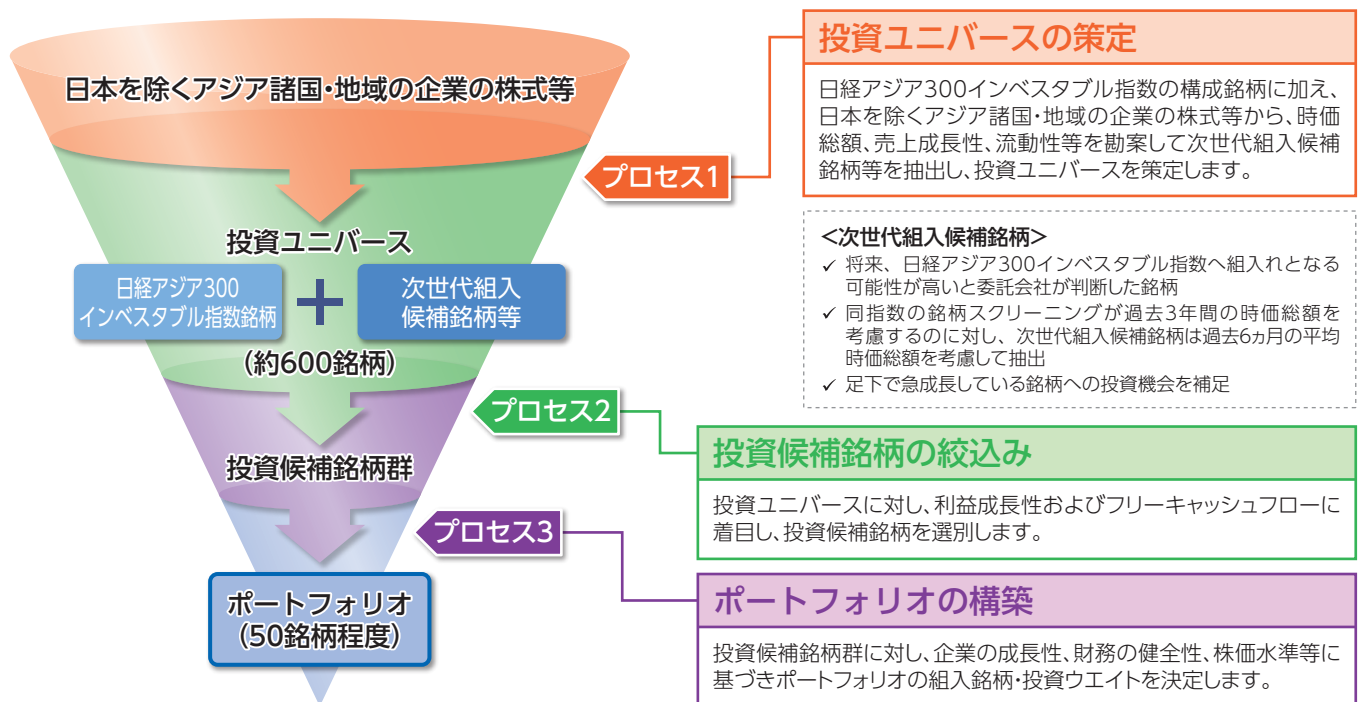 日本を除くアジア諸国・地域の企業の株式等
プロセス1
投資ユニバース
日経アジア300
インベスタブル指数銘柄
+
次世代組入
候補銘柄等
(約600銘柄)
プロセス2
投資候補銘柄群
プロセス3
ポートフォリオ
(50銘柄程度)
投資ユニバースの策定
日経アジア300インベスタブル指数の構成銘柄に加え、
日本を除くアジア諸国・地域の企業の株式等から、時価
総額、売上成長性、流動性等を勘案して次世代組入候補
銘柄等を抽出し、投資ユニバースを策定します。
<次世代組入候補銘柄>
✓ 将来、日経アジア300インベスタブル指数へ組入れとなる
可能性が高いと委託会社が判断した銘柄
✓ 同指数の銘柄スクリーニングが過去3年間の時価総額を
考慮するのに対し、次世代組入候補銘柄は過去6ヵ月の平均
時価総額を考慮して抽出
✓ 足下で急成長している銘柄への投資機会を補足
投資候補銘柄の絞込み
投資ユニバースに対し、利益成長性およびフリーキャッシュフローに
着目し、投資候補銘柄を選別します。
ポートフォリオの構築
投資候補銘柄群に対し、企業の成長性、財務の健全性、株価水準等に
基づきポートフォリオの組入銘柄・投資ウエイトを決定します。